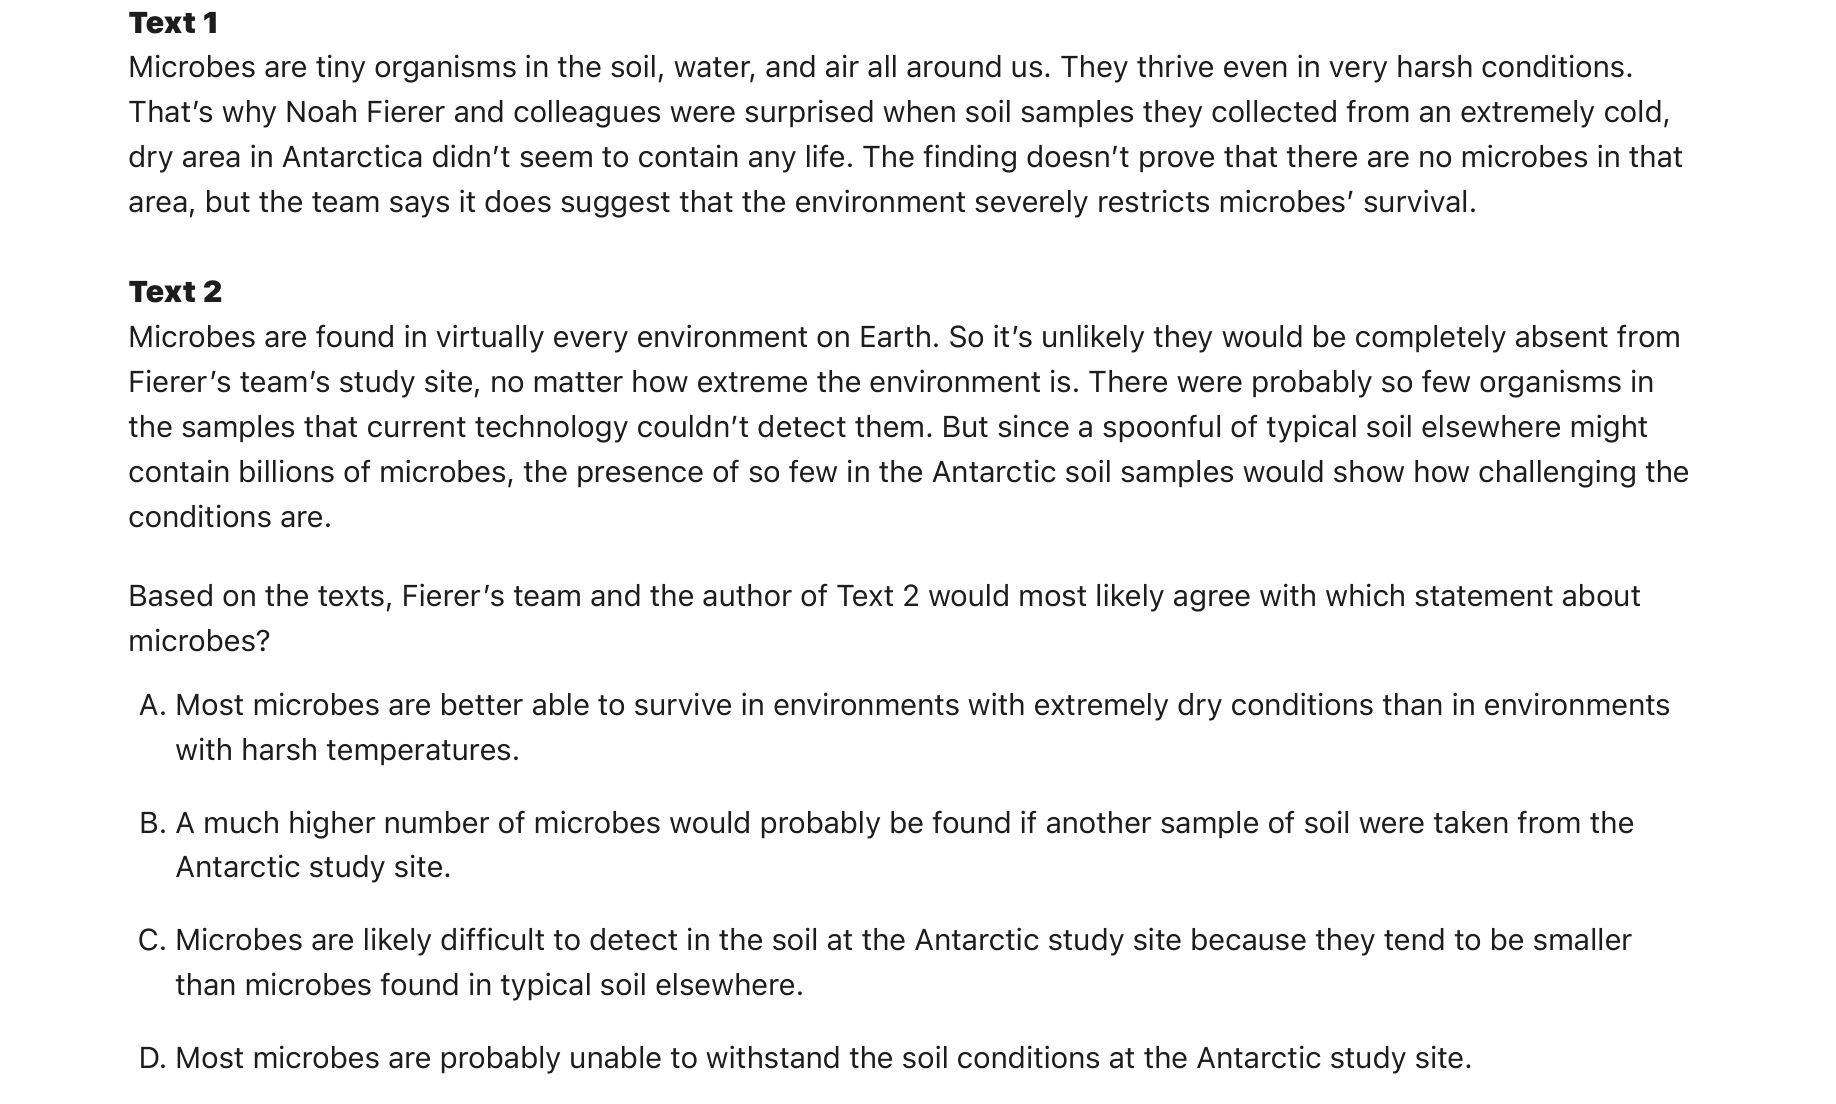 Text 1
Microbes are tiny organisms in the soil, water, and air all around us. They thrive even in very harsh conditions.
That’s why Noah Fierer and colleagues were surprised when soil samples they collected from an extremely cold,
dry area in Antarctica didn’t seem to contain any life. The finding doesn’t prove that there are no microbes in that
area, but the team says it does suggest that the environment severely restricts microbes’ survival.
Text 2
Microbes are found in virtually every environment on Earth. So it’s unlikely they would be completely absent from
Fierer’s team’s study site, no matter how extreme the environment is. There were probably so few organisms in
the samples that current technology couldn’t detect them. But since a spoonful of typical soil elsewhere might
contain billions of microbes, the presence of so few in the Antarctic soil samples would show how challenging the
conditions are.
Based on the texts, Fierer’s team and the author of Text 2 would most likely agree with which statement about
microbes?
A. Most microbes are better able to survive in environments with extremely dry conditions than in environments
with harsh temperatures.
B. A much higher number of microbes would probably be found if another sample of soil were taken from the
Antarctic study site.
C. Microbes are likely difficult to detect in the soil at the Antarctic study site because they tend to be smaller
than microbes found in typical soil elsewhere.
D. Most microbes are probably unable to withstand the soil conditions at the Antarctic study site.